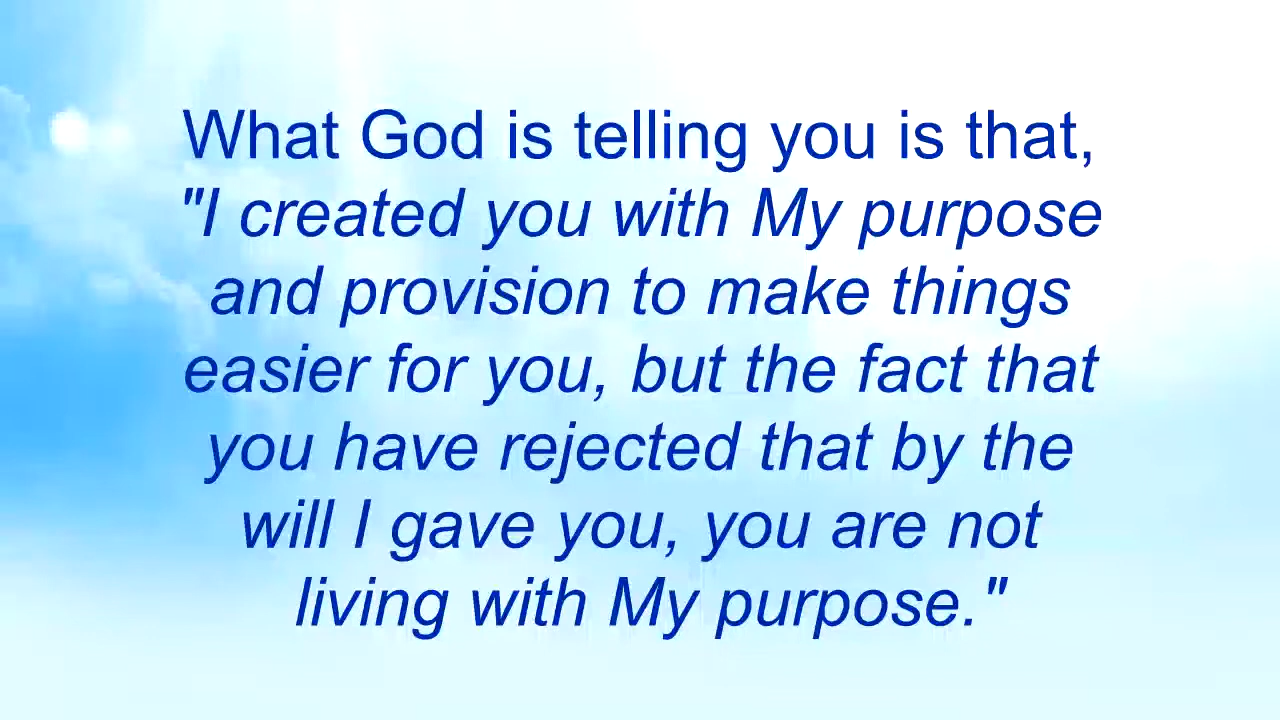 What God is telling you is that,
"I created you with My purpose
and provision to make things
easier for you, but the fact that
you have rejected that by the
will I gave you, you are not
living with My purpose."